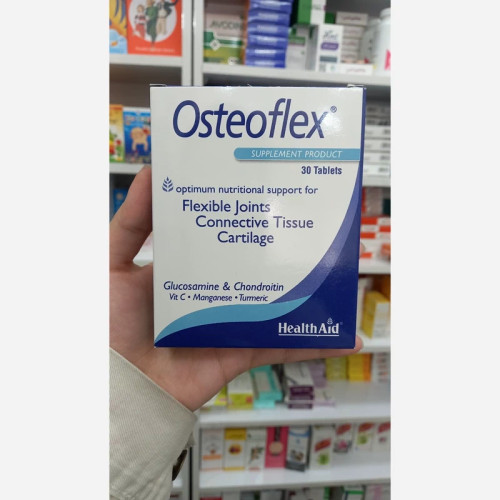 Osteoflex®
SUPPLEMENT PRODUCT
30 Tablets
optimum nutritional support for
Flexible Joints
Connective Tissue
Cartilage
Glucosamine & Chondroitin
Vit C • Manganese • Turmeric
HealthAid